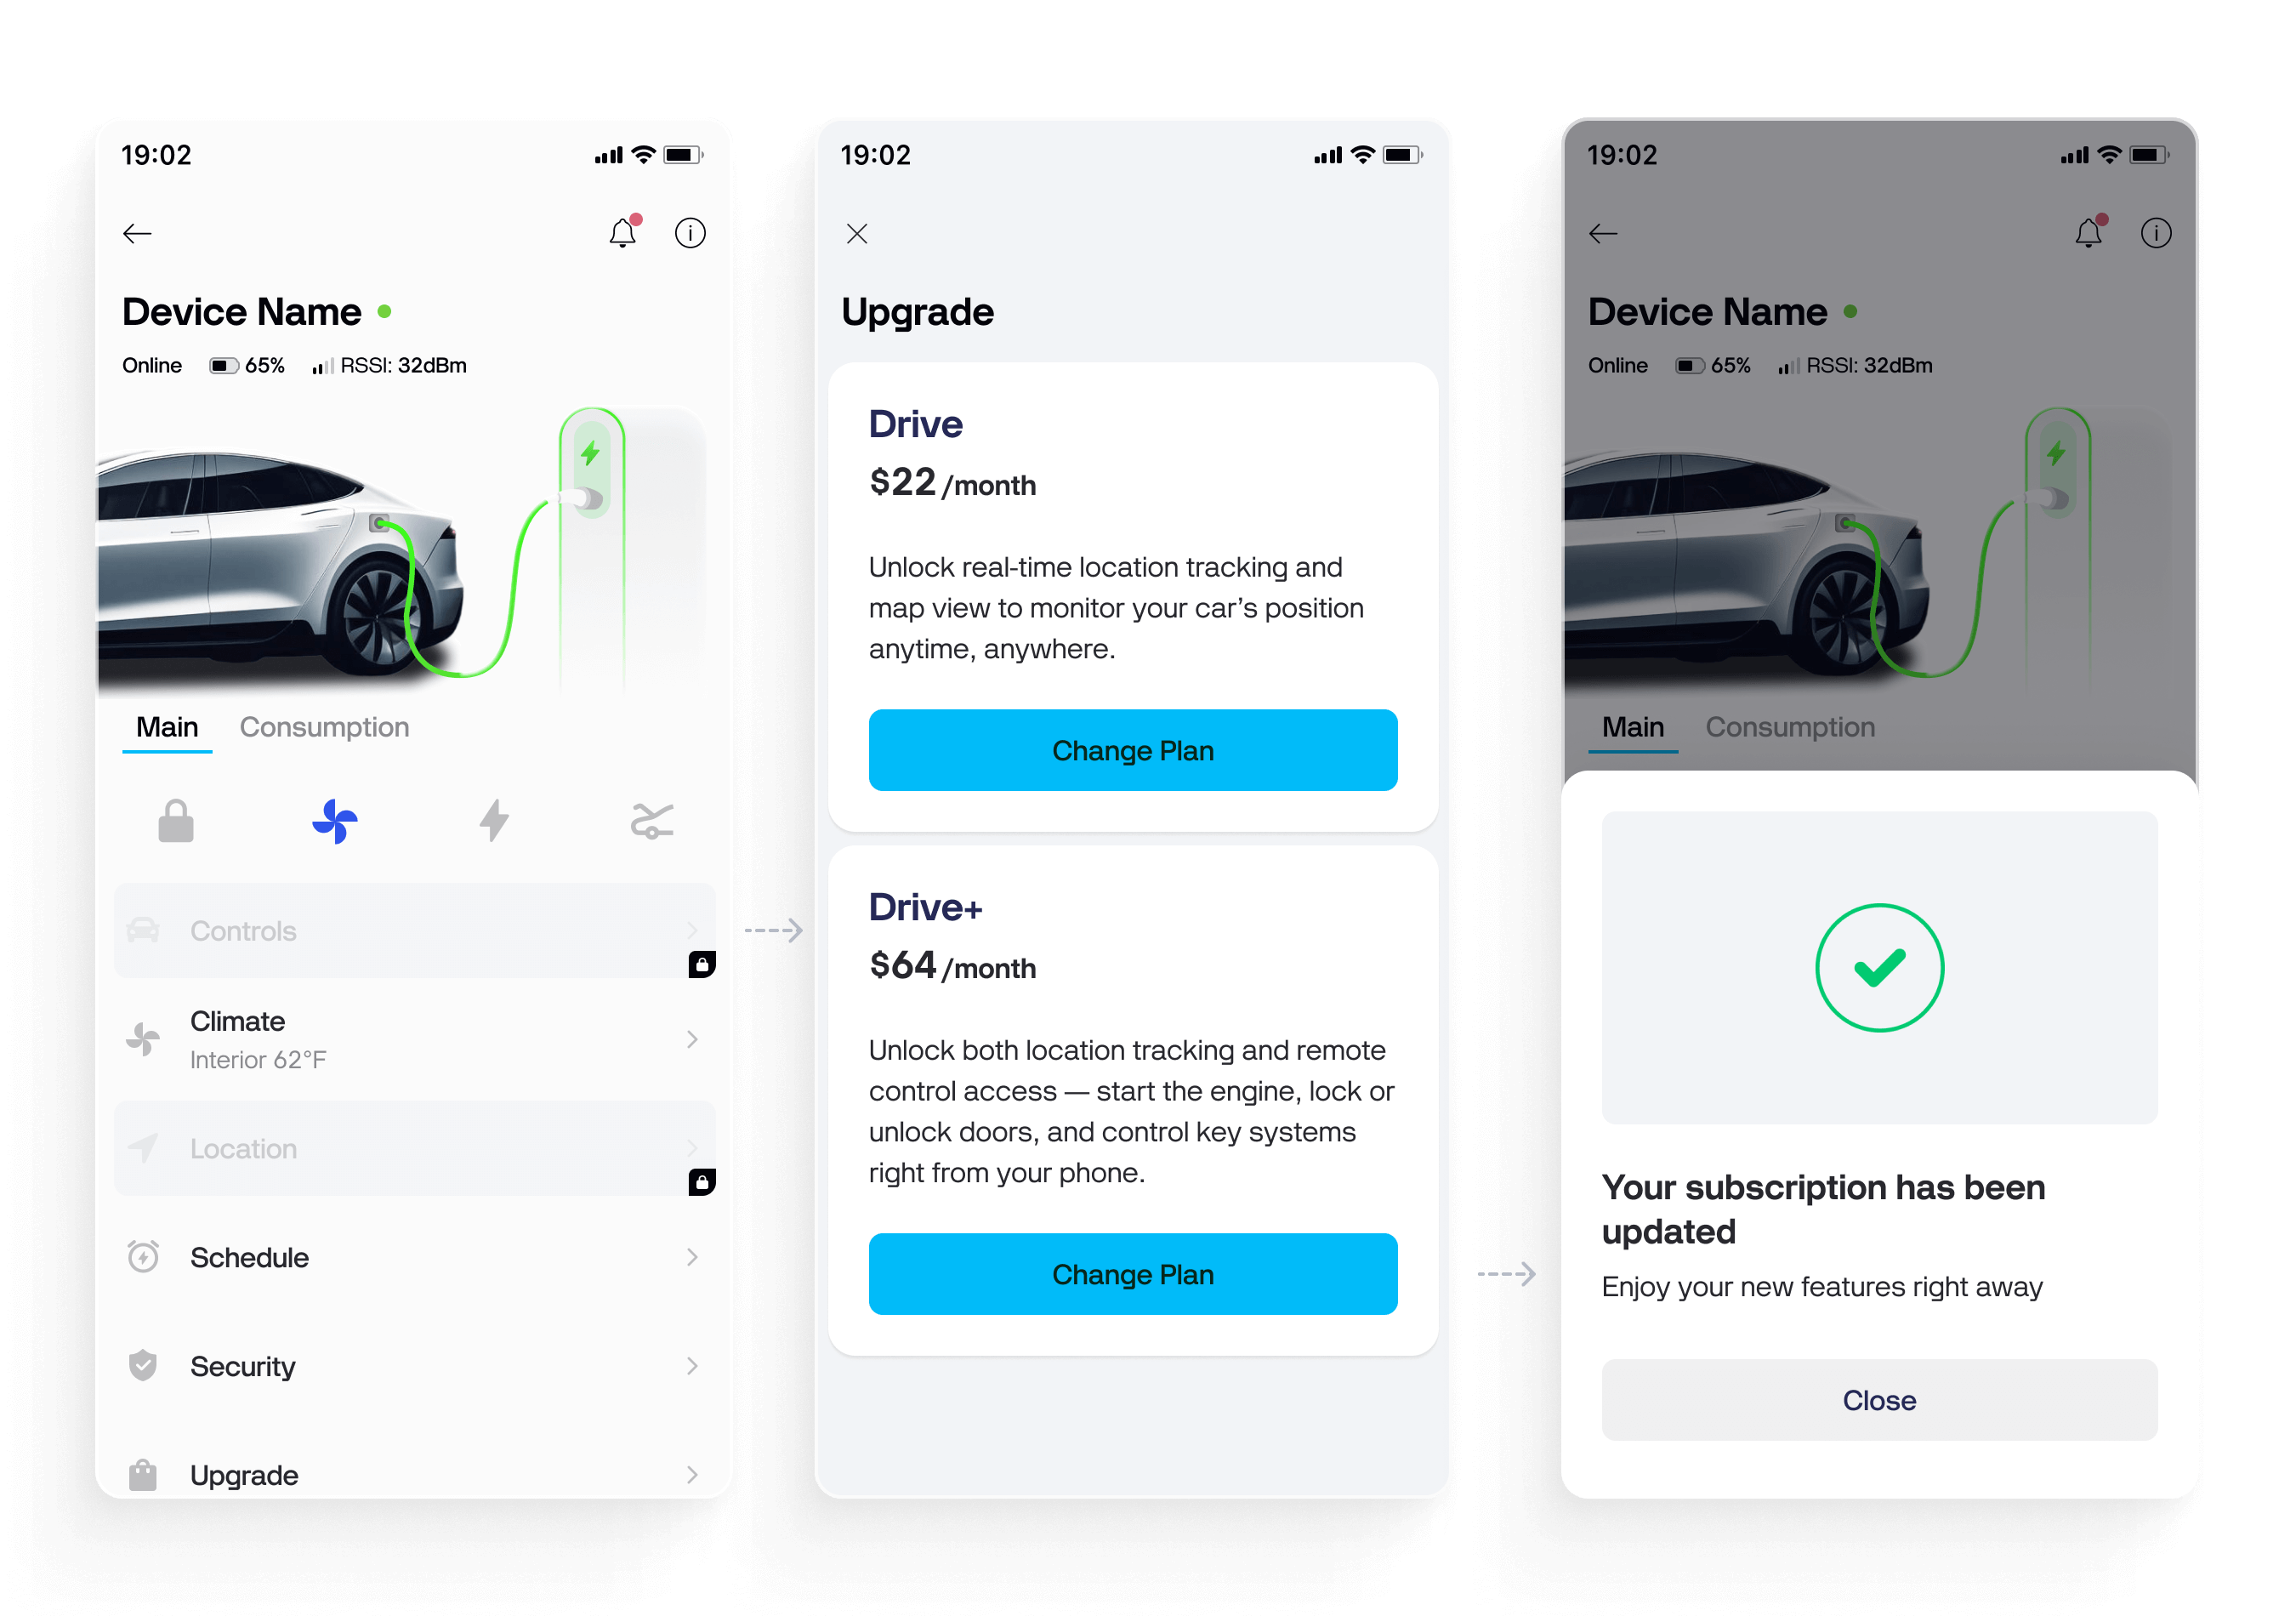 19:02
Device Name
Online 65% RSSI: 32dBm
Main Consumption
Controls
Climate
Interior 62°F
Location
Schedule
Security
Upgrade
19:02
Upgrade
Drive
$22/month
Unlock real-time location tracking and
map view to monitor your car’s position
anytime, anywhere.
Change Plan
Drive+
$64/month
Unlock both location tracking and remote
control access — start the engine, lock or
unlock doors, and control key systems
right from your phone.
Change Plan
19:02
Device Name
Online 65% RSSI: 32dBm
Main Consumption
Your subscription has been
updated
Enjoy your new features right away
Close